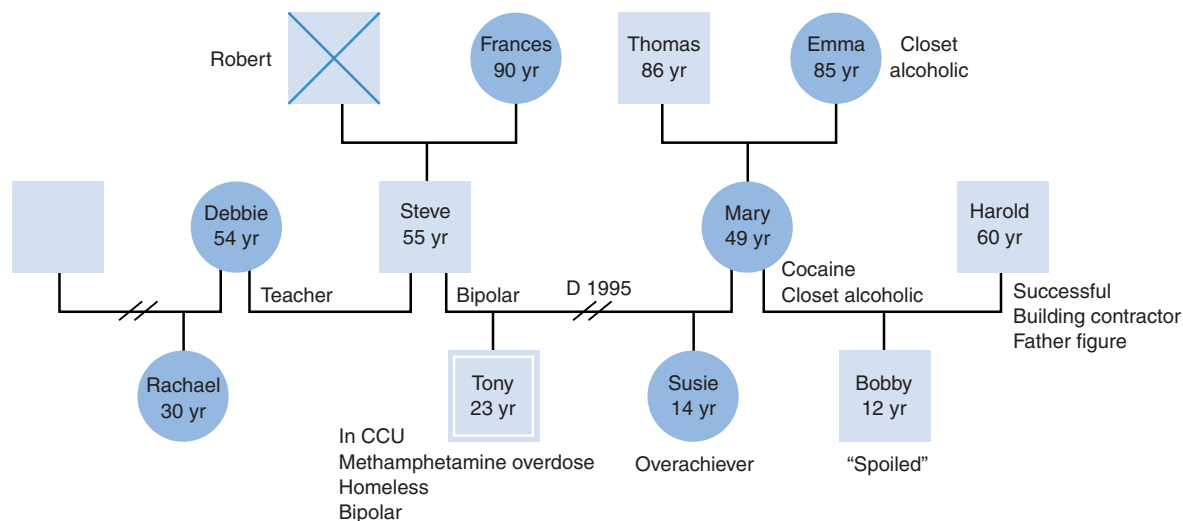 Robert
Frances
90 yr
Thomas
86 yr
Emma
85 yr
Closet
alcoholic
Debbie
54 yr
Steve
55 yr
Mary
49 yr
Harold
60 yr
Teacher
Bipolar
D 1995
Cocaine
Closet alcoholic
Successful
Building contractor
Father figure
Rachael
30 yr
Tony
23 yr
Susie
14 yr
Bobby
12 yr
In CCU
Methamphetamine overdose
Homeless
Bipolar
Overachiever
“Spoiled”